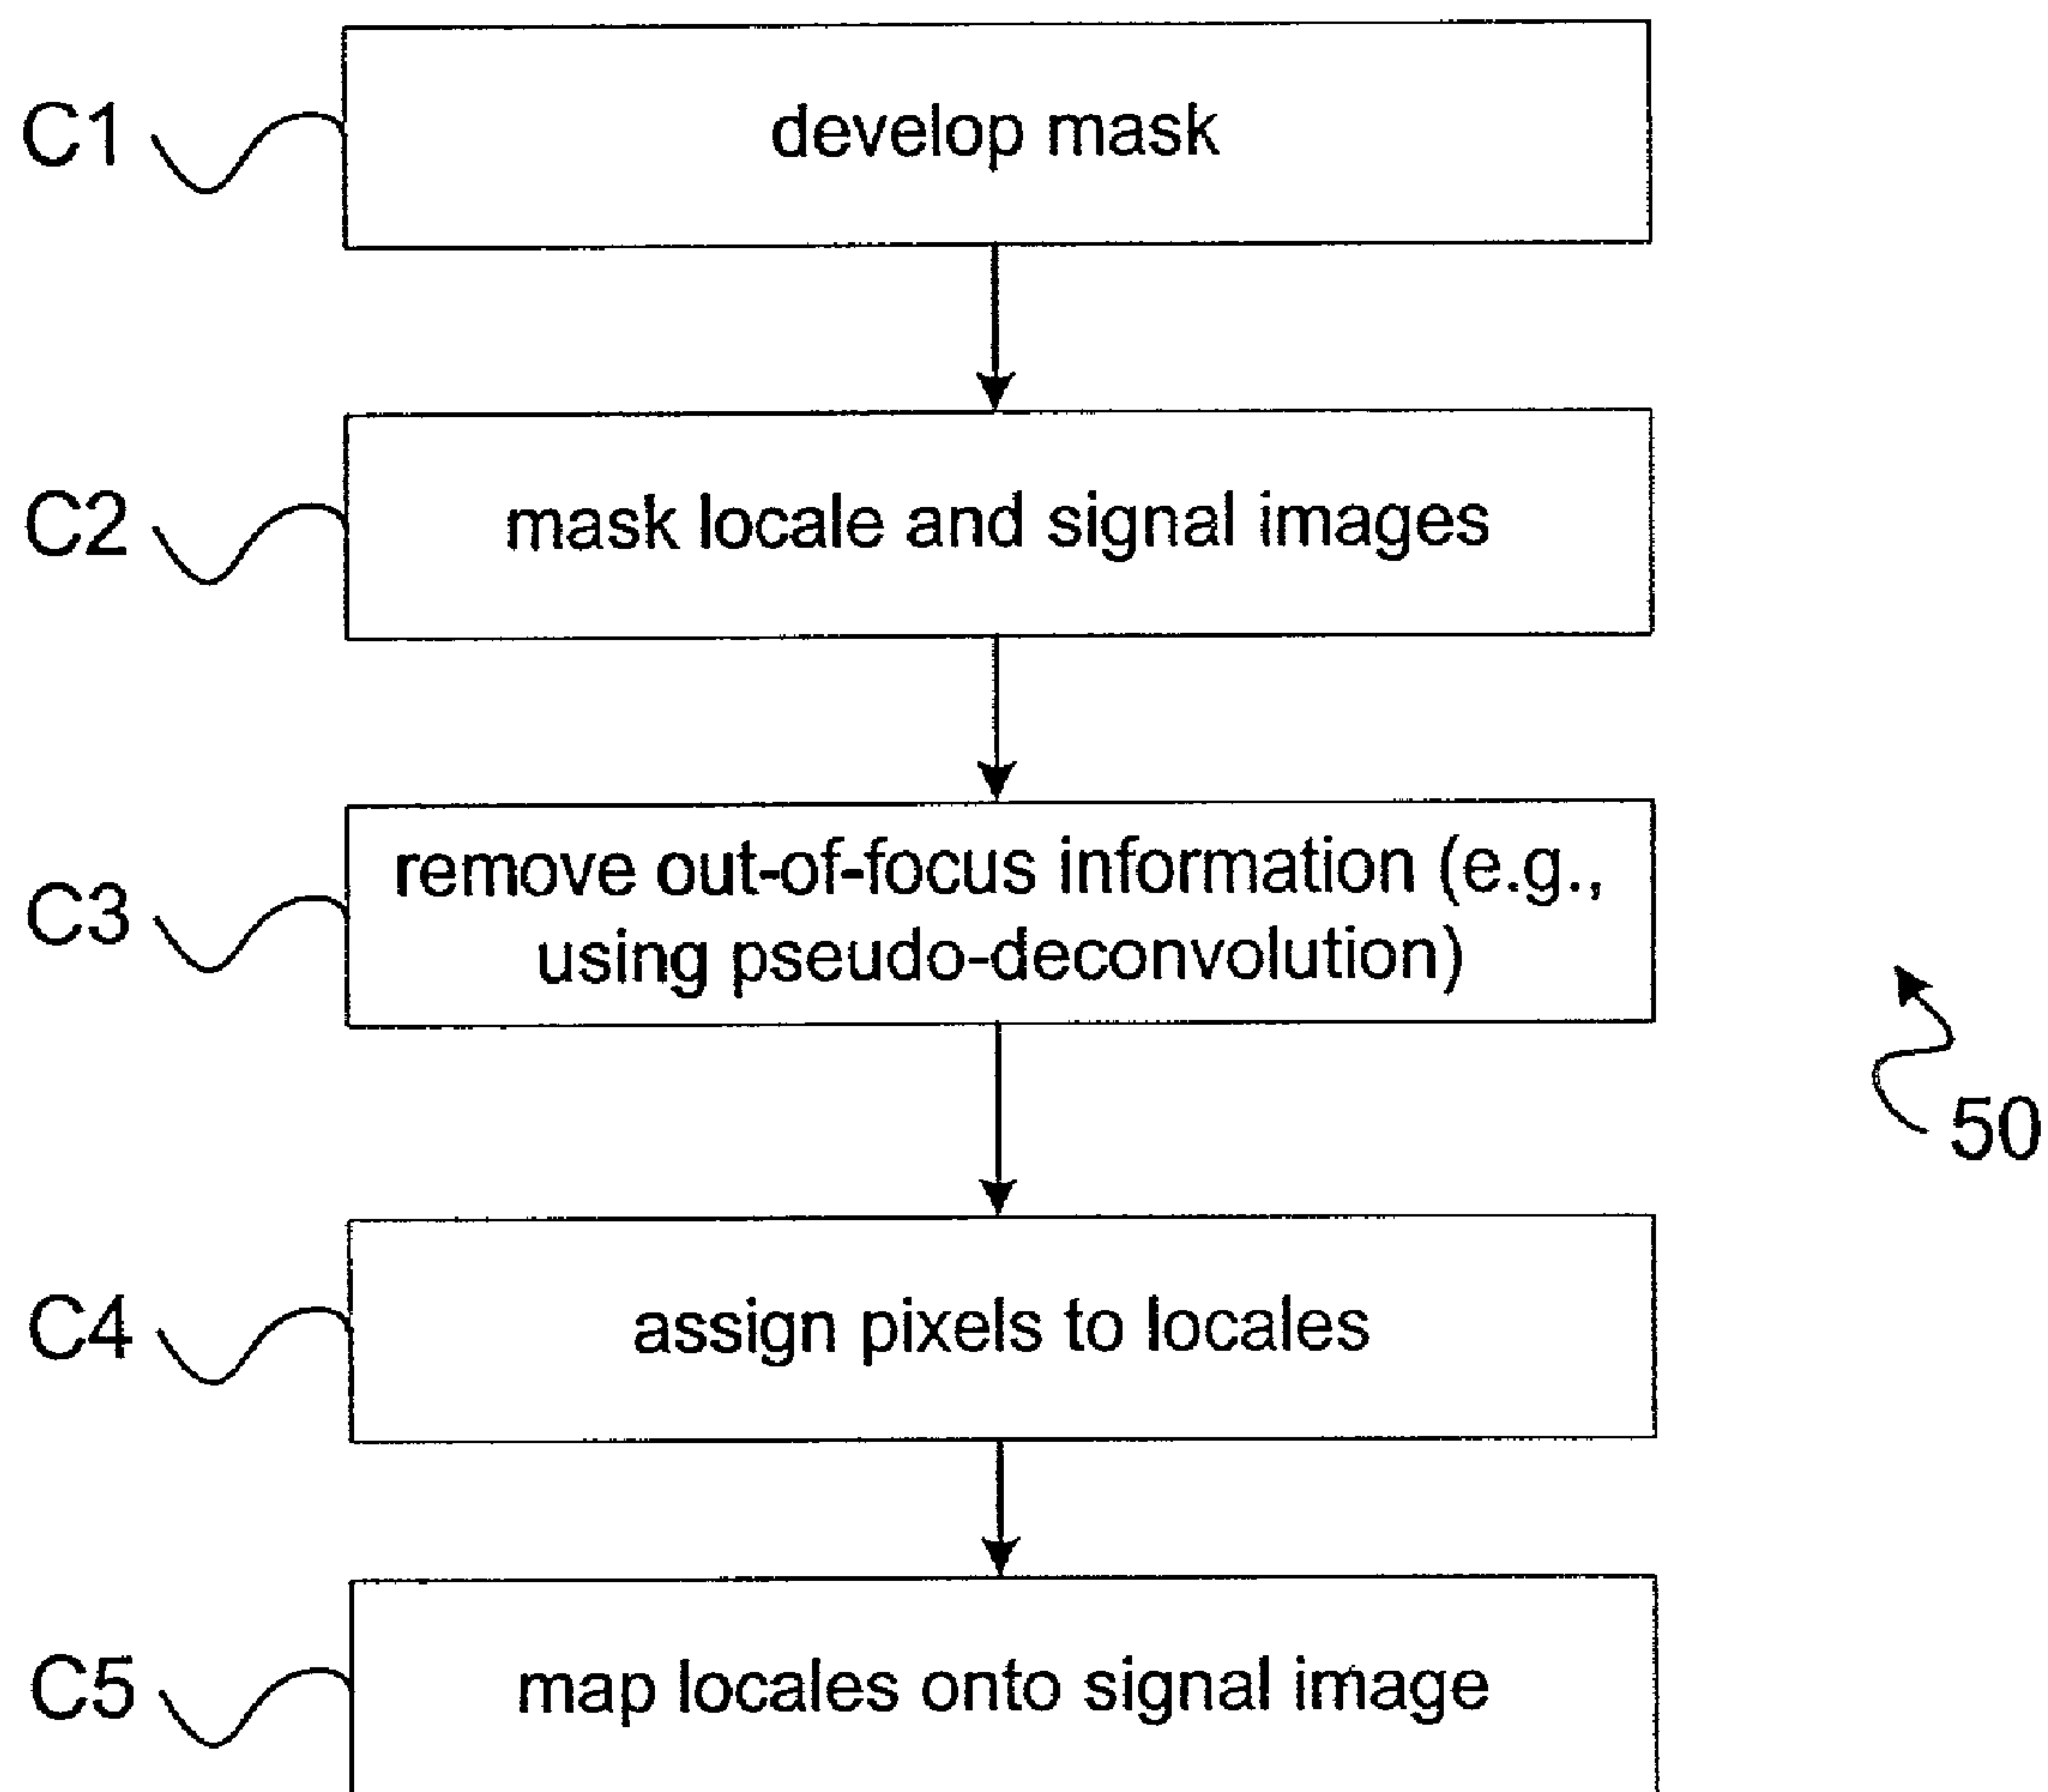 C1
develop mask
C2
mask locale and signal images
C3
remove out-of-focus information (e.g.,
using pseudo-deconvolution)
50
C4
assign pixels to locales
C5
map locales onto signal image